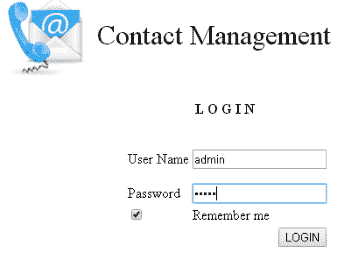 @
Contact Management
LOGIN
User Name admin
Password •••••
Remember me
LOGIN